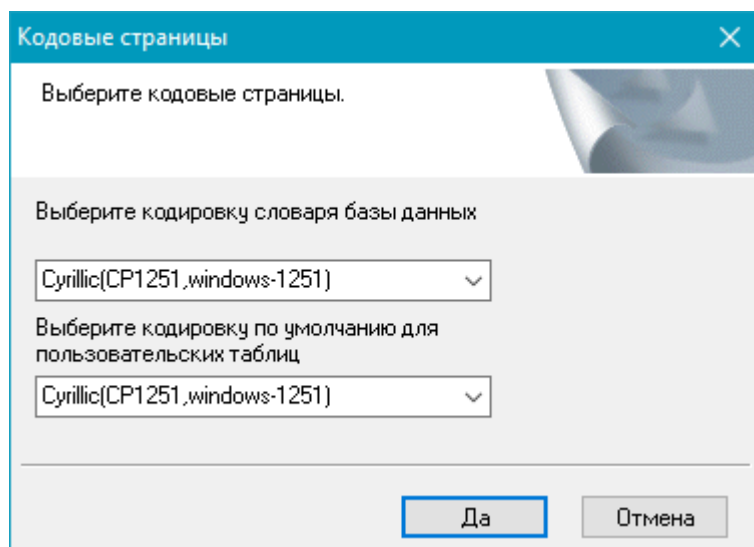 Кодовые страницы
Выберите кодовые страницы.
Выберите кодировку словаря базы данных
Cyrillic(CP1251,windows-1251)
Выберите кодировку по умолчанию для
пользовательских таблиц
Cyrillic(CP1251,windows-1251)
Да
Отмена